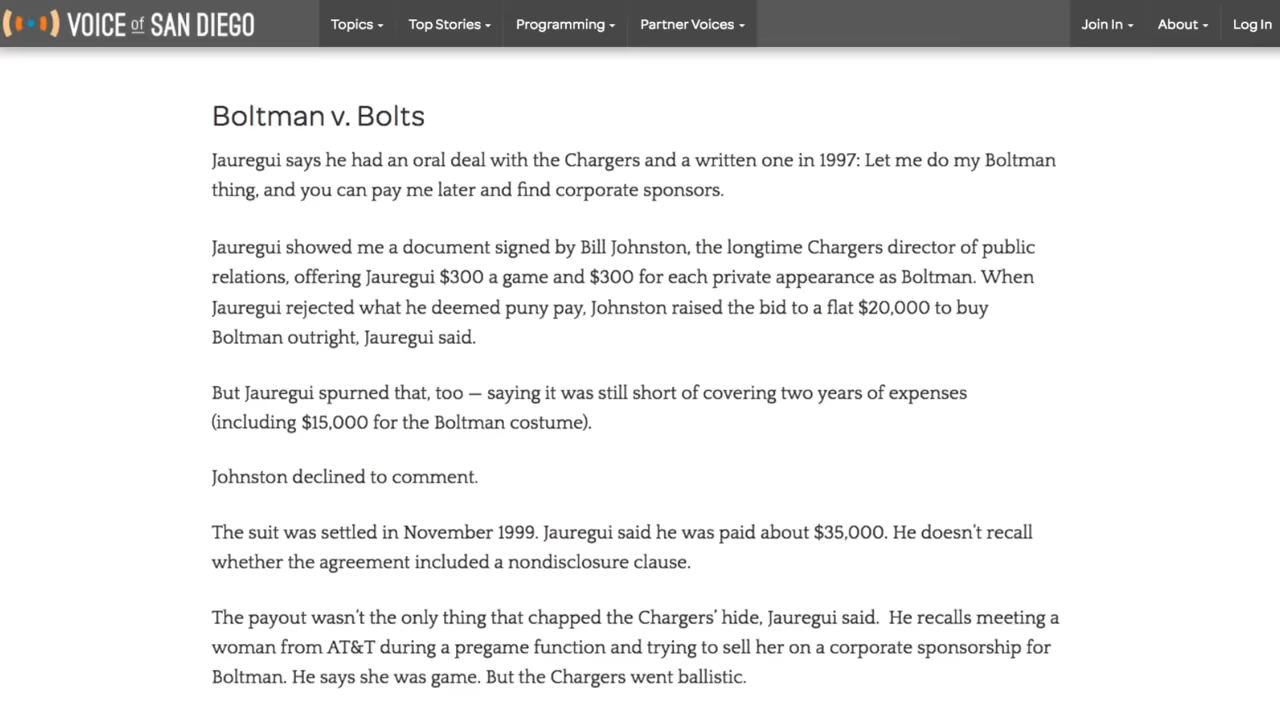 VOICE of SAN DIEGO Topics Top Stories Programming Partner Voices Join In About Log In
Boltman v. Bolts
Jauregui says he had an oral deal with the Chargers and a written one in 1997: Let me do my Boltman
thing, and you can pay me later and find corporate sponsors.
Jauregui showed me a document signed by Bill Johnston, the longtime Chargers director of public
relations, offering Jauregui $300 a game and $300 for each private appearance as Boltman. When
Jauregui rejected what he deemed puny pay, Johnston raised the bid to a flat $20,000 to buy
Boltman outright, Jauregui said.
But Jauregui spurned that, too — saying it was still short of covering two years of expenses
(including $15,000 for the Boltman costume).
Johnston declined to comment.
The suit was settled in November 1999. Jauregui said he was paid about $35,000. He doesn't recall
whether the agreement included a nondisclosure clause.
The payout wasn't the only thing that chapped the Chargers' hide, Jauregui said. He recalls meeting a
woman from AT&T during a pregame function and trying to sell her on a corporate sponsorship for
Boltman. He says she was game. But the Chargers went ballistic.